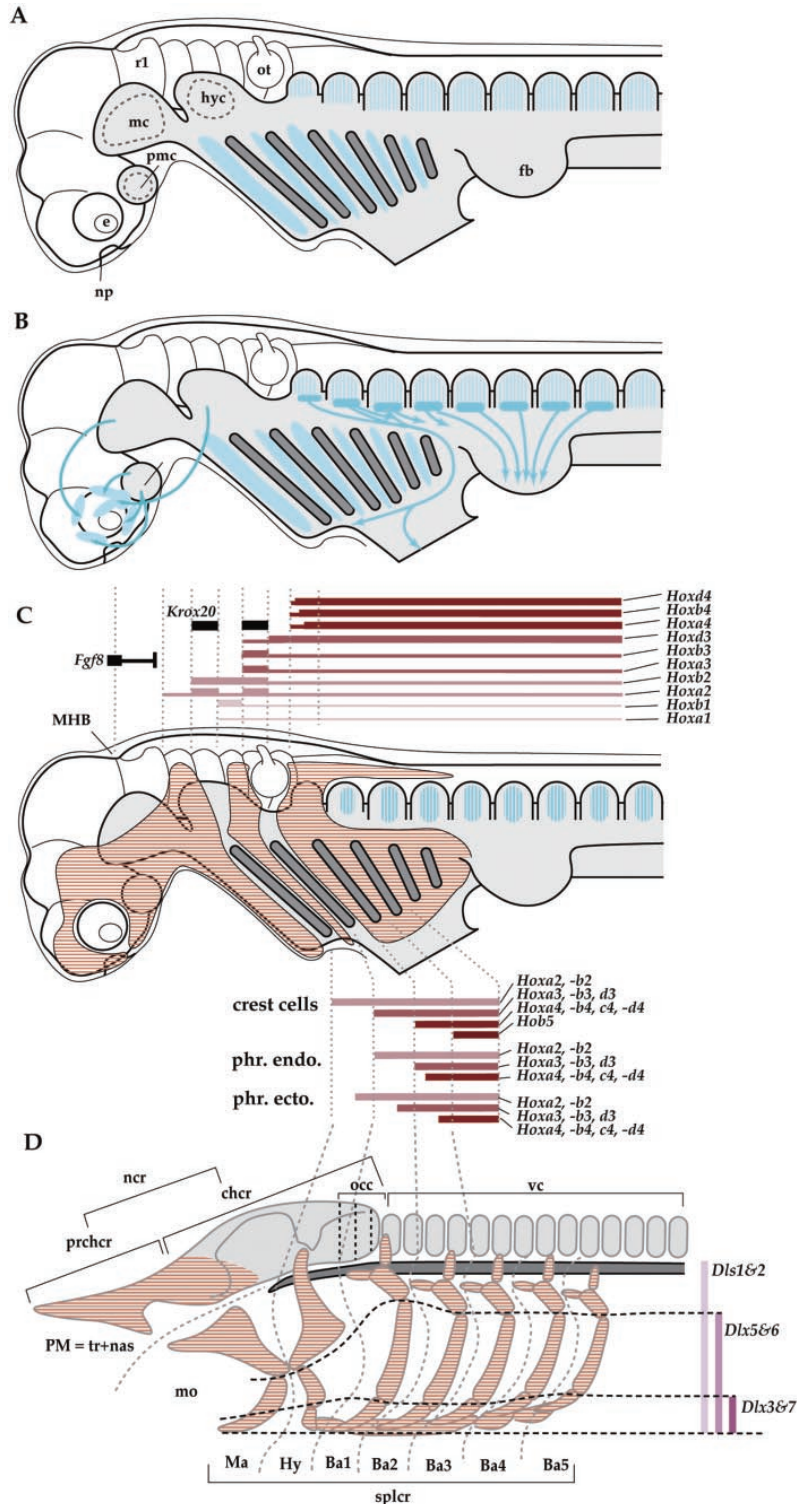 A
r1
ot
hyc
mc
pmc
e
fb
np
B
C
Hoxd4
Krox20
Hoxb4
Hoxa4
Hoxd3
Fgf8
Hoxb3
Hoxa3
Hoxb2
Hoxa2
Hoxb1
MHB
Hoxa1
crest cells
Hoxa2, -b2
Hoxa3, -b3, d3
Hoxa4, -b4, c4, -d4
Hob5
phr. endo.
Hoxa2, -b2
Hoxa3, -b3, d3
Hoxa4, -b4, c4, -d4
phr. ecto.
Hoxa2, -b2
Hoxa3, -b3, d3
Hoxa4, -b4, c4, -d4
D
ncr
chcr
occ
vc
prchcr
Dls1&2
PM = tr+nas
Dlx5&6
mo
Dlx3&7
Ma Hy Ba1 Ba2 Ba3 Ba4 Ba5
splcr